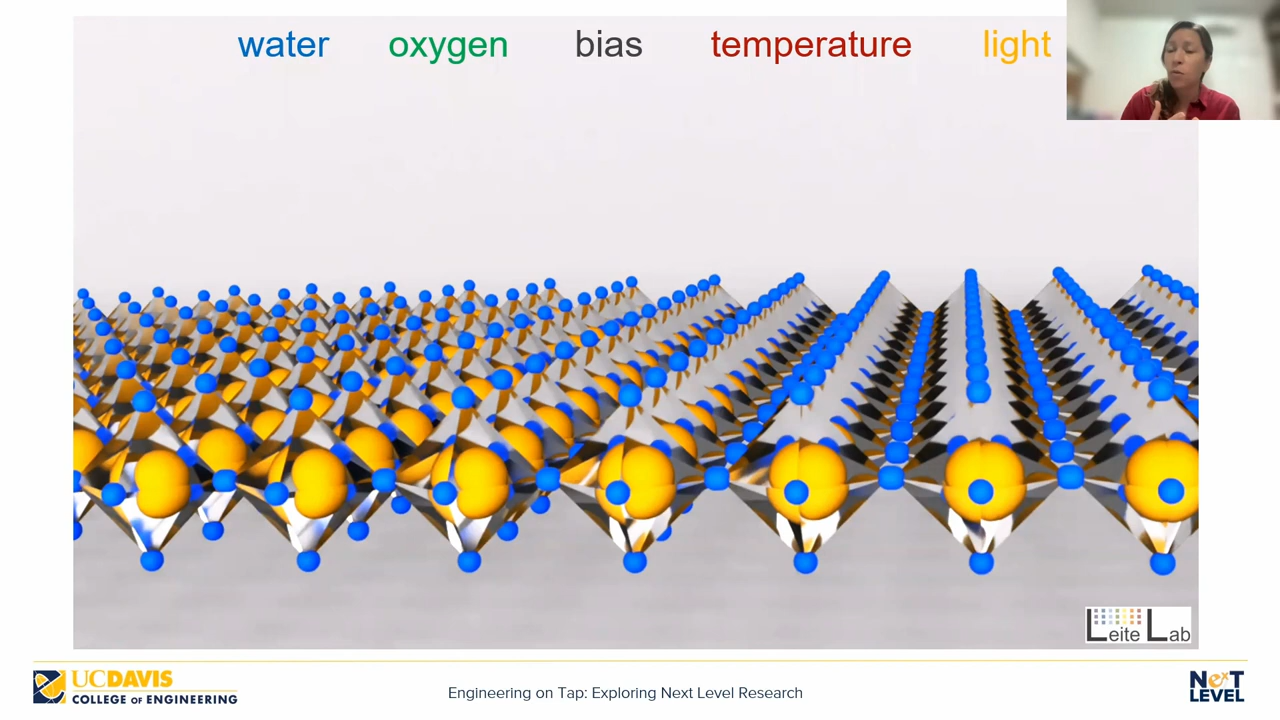 water oxygen bias temperature light
Leite Lab
UCDAVIS
COLLEGE OF ENGINEERING
Engineering on Tap: Exploring Next Level Research
NeXT
LEVEL